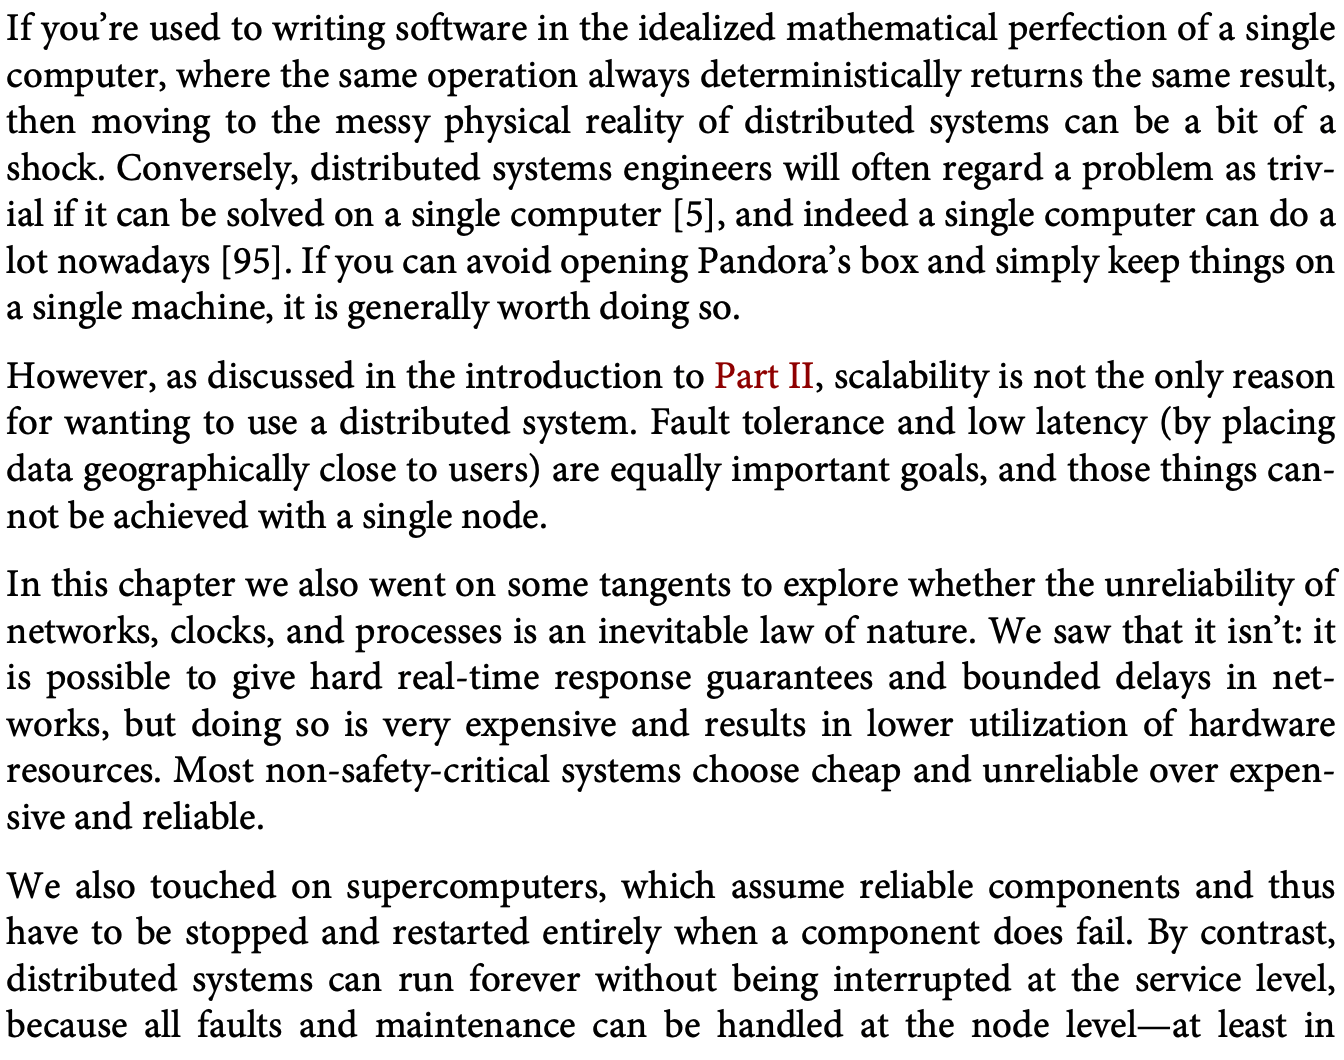 If you’re used to writing software in the idealized mathematical perfection of a single
computer, where the same operation always deterministically returns the same result,
then moving to the messy physical reality of distributed systems can be a bit of a
shock. Conversely, distributed systems engineers will often regard a problem as triv-
ial if it can be solved on a single computer [5], and indeed a single computer can do a
lot nowadays [95]. If you can avoid opening Pandora’s box and simply keep things on
a single machine, it is generally worth doing so.
However, as discussed in the introduction to Part II, scalability is not the only reason
for wanting to use a distributed system. Fault tolerance and low latency (by placing
data geographically close to users) are equally important goals, and those things can-
not be achieved with a single node.
In this chapter we also went on some tangents to explore whether the unreliability of
networks, clocks, and processes is an inevitable law of nature. We saw that it isn’t: it
is possible to give hard real-time response guarantees and bounded delays in net-
works, but doing so is very expensive and results in lower utilization of hardware
resources. Most non-safety-critical systems choose cheap and unreliable over expen-
sive and reliable.
We also touched on supercomputers, which assume reliable components and thus
have to be stopped and restarted entirely when a component does fail. By contrast,
distributed systems can run forever without being interrupted at the service level,
because all faults and maintenance can be handled at the node level—at least in